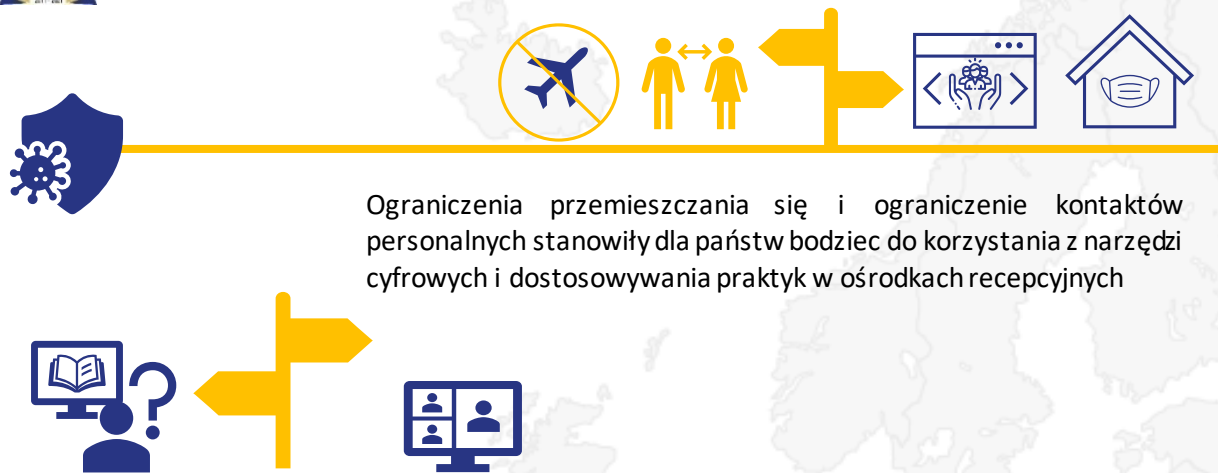 Ograniczenia przemieszczania się i ograniczenie kontaktów
personalnych stanowiły dla państw bodziec do korzystania z narzędzi
cyfrowych i dostosowywania praktyk w ośrodkach recepcyjnych